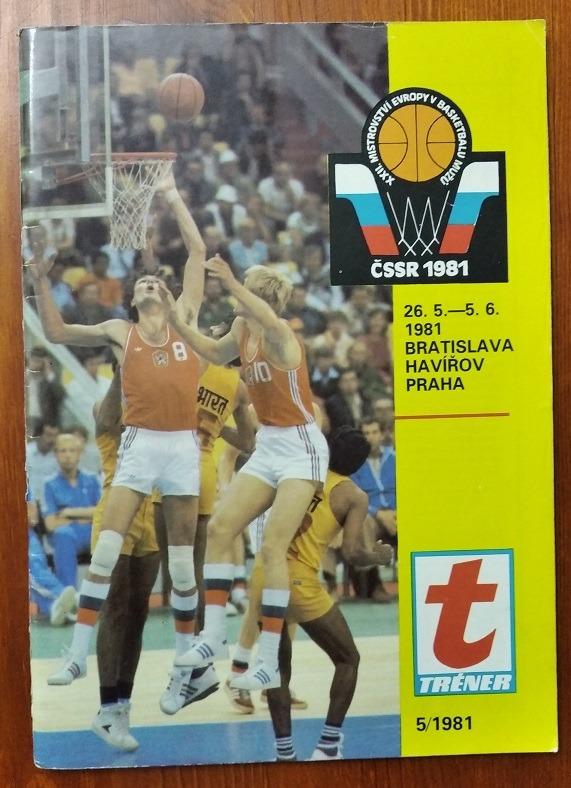 XXII. MISTROVSTVÍ EVROPY V BASKETBALU MUŽŮ
ČSSR 1981
26. 5.—5. 6.
1981
BRATISLAVA
HAVÍŘOV
PRAHA
8
10
भारत
t
TRÉNER
5/1981